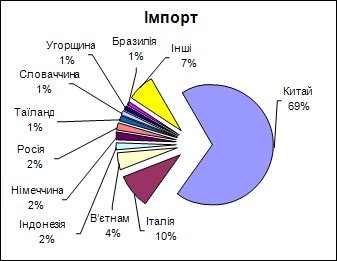 Імпорт
Китай
69%
Італія
10%
В'єтнам
4%
Індонезія
2%
Німеччина
2%
Росія
2%
Таїланд
1%
Словаччина
1%
Угорщина
1%
Бразилія
1%
Інші
7%